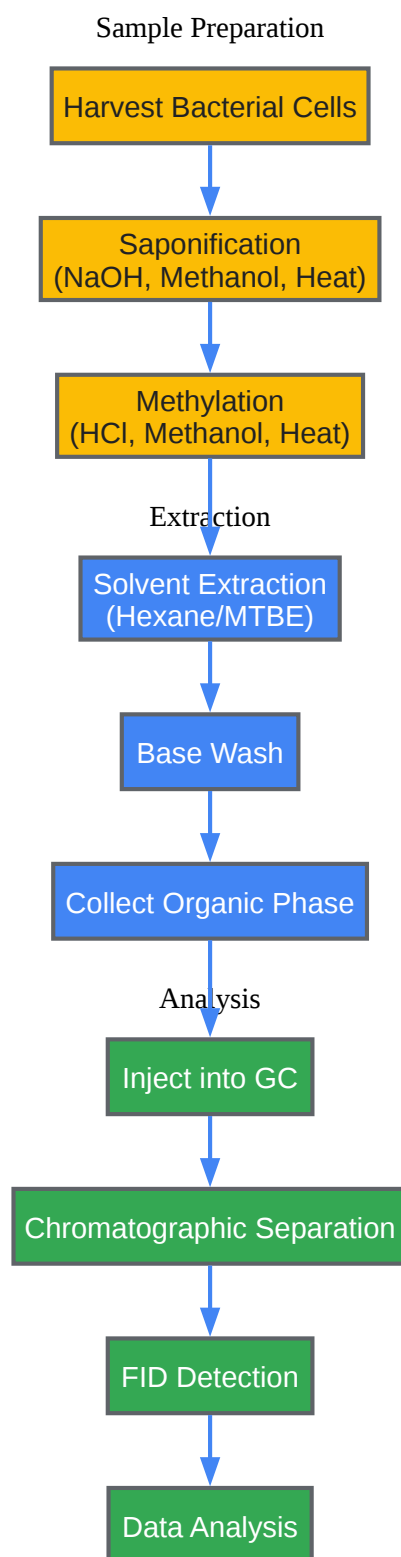 Sample Preparation
Harvest Bacterial Cells
Saponification
(NaOH, Methanol, Heat)
Methylation
(HCl, Methanol, Heat)
Extraction
Solvent Extraction
(Hexane/MTBE)
Base Wash
Collect Organic Phase
Analysis
Inject into GC
Chromatographic Separation
FID Detection
Data Analysis